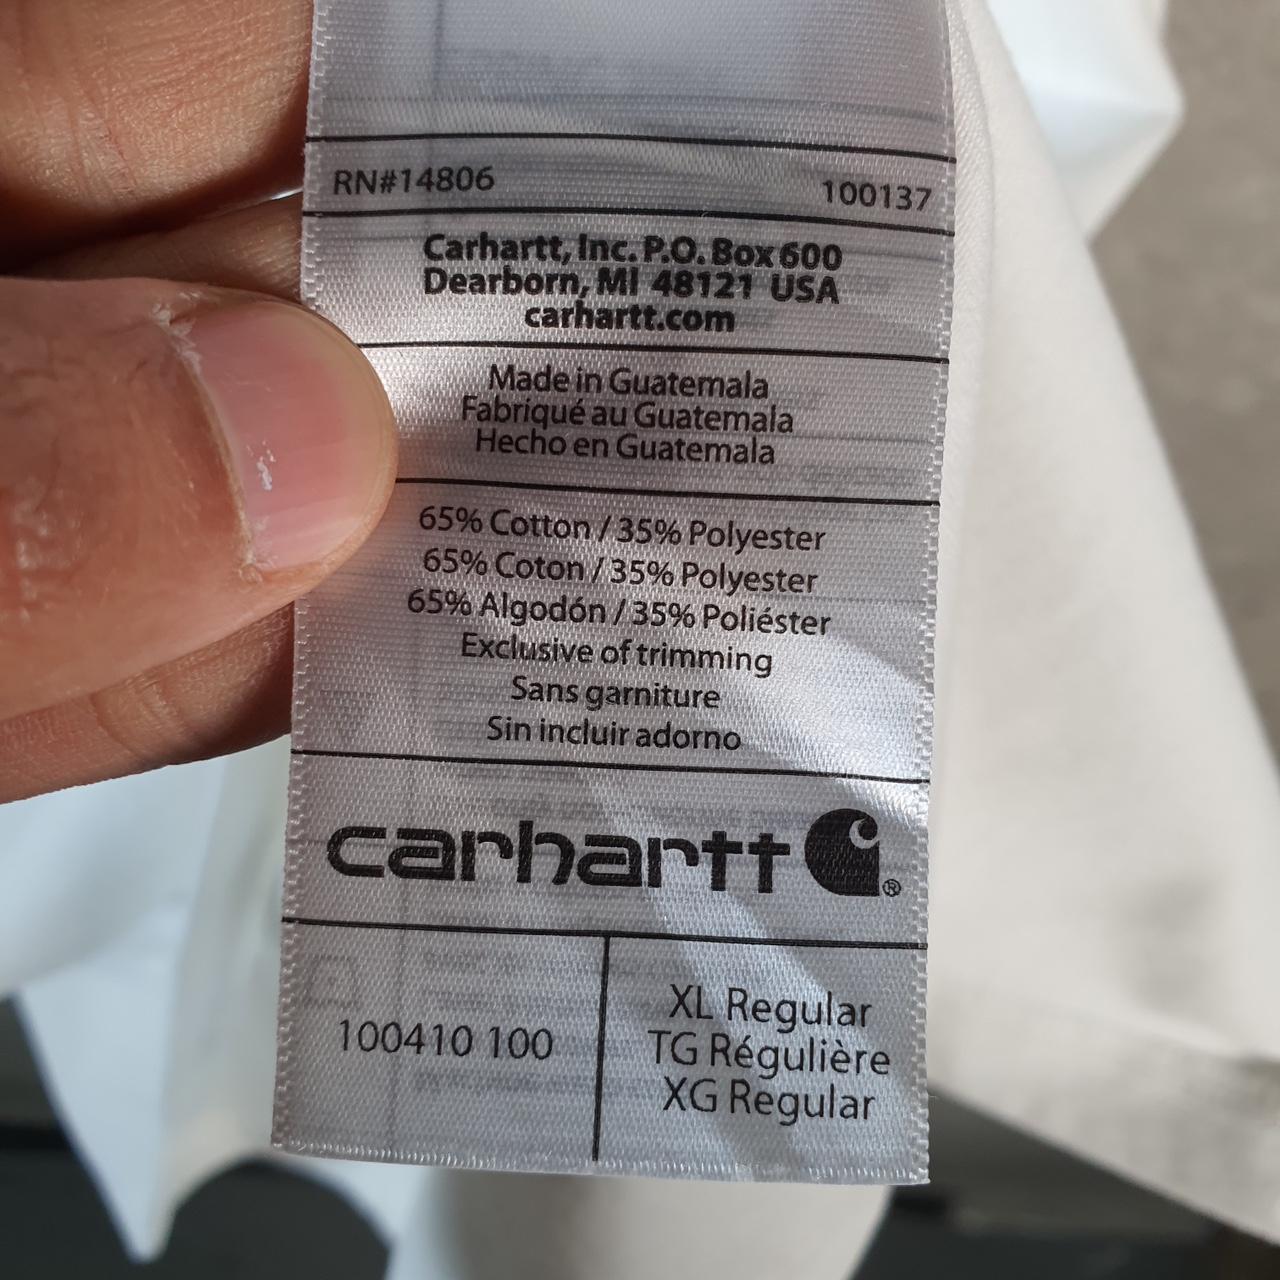 RN#14806 100137
Carhartt, Inc. P.O. Box 600
Dearborn, MI 48121 USA
carhartt.com
Made in Guatemala
Fabriqué au Guatemala
Hecho en Guatemala
65% Cotton / 35% Polyester
65% Coton / 35% Polyester
65% Algodón / 35% Poliéster
Exclusive of trimming
Sans garniture
Sin incluir adorno
carhartt ®
100410 100
XL Regular
TG Régulière
XG Regular